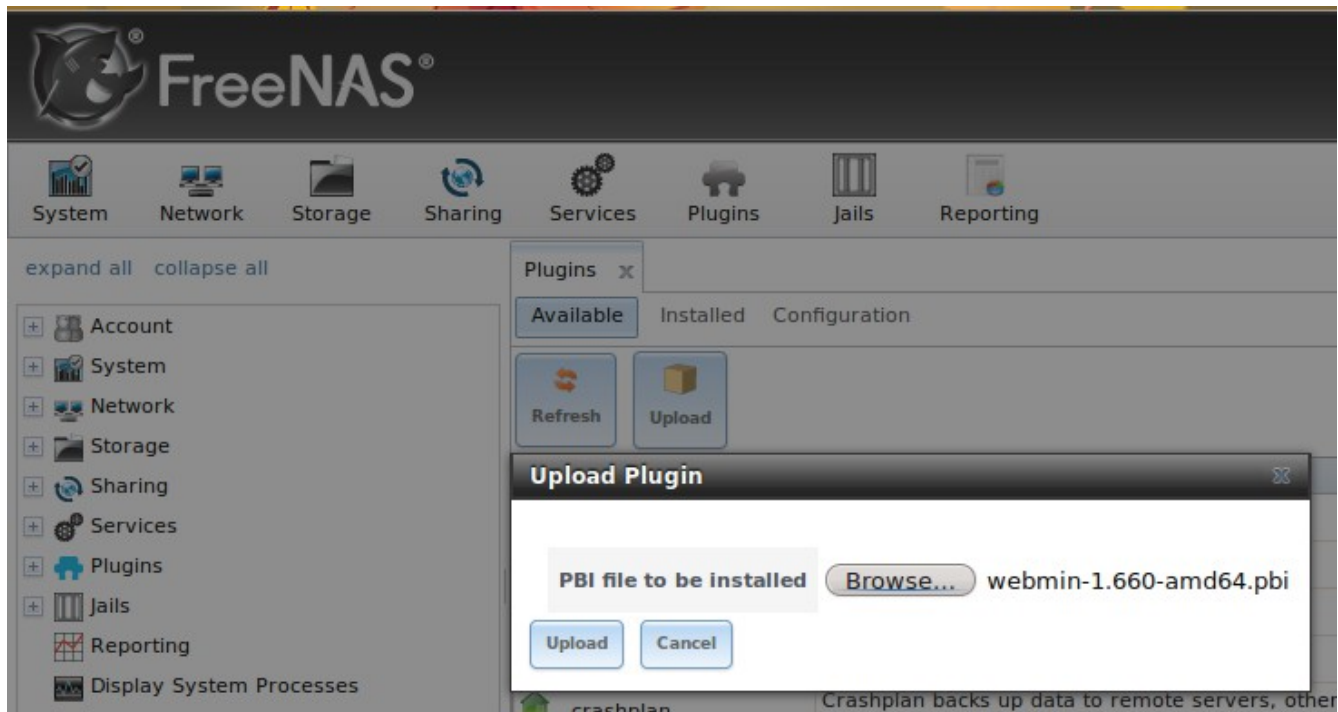 FreeNAS®
System Network Storage Sharing Services Plugins Jails Reporting
expand all collapse all
Account
System
Network
Storage
Sharing
Services
Plugins
Jails
Reporting
Display System Processes
Plugins x
Available Installed Configuration
Refresh Upload
Upload Plugin
PBI file to be installed Browse... webmin-1.660-amd64.pbi
Upload Cancel
crashplan Crashplan backs up data to remote servers, other